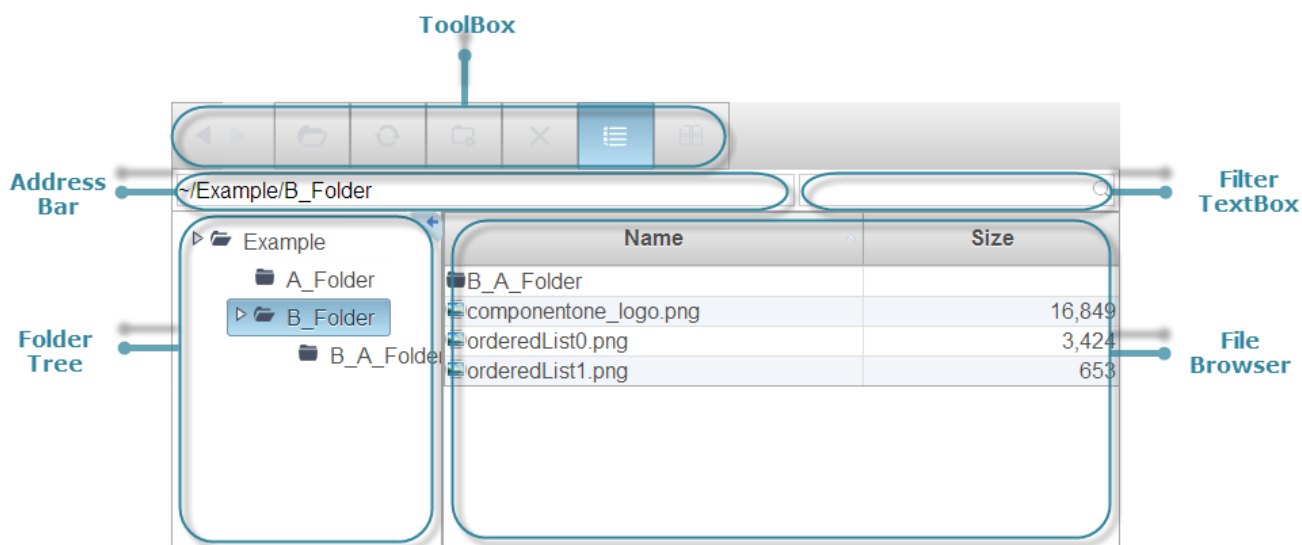 ToolBox
Address
Bar
~/Example/B_Folder
Filter
TextBox
Example
A_Folder
B_Folder
B_A_Folder
Folder
Tree
Name Size
B_A_Folder
componentone_logo.png 16,849
orderedList0.png 3,424
orderedList1.png 653
File
Browser